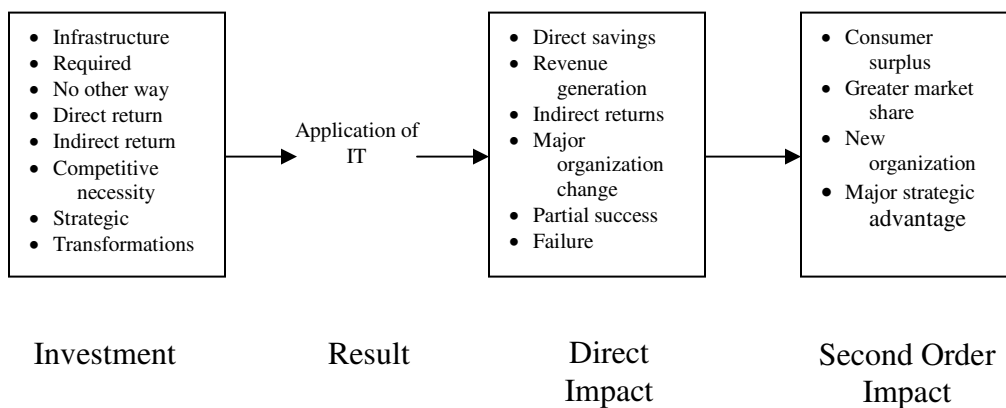 • Infrastructure
• Required
• No other way
• Direct return
• Indirect return
• Competitive
necessity
• Strategic
• Transformations
Application of
IT
• Direct savings
• Revenue
generation
• Indirect returns
• Major
organization
change
• Partial success
• Failure
• Consumer
surplus
• Greater market
share
• New
organization
• Major strategic
advantage
Investment
Result
Direct
Impact
Second Order
Impact